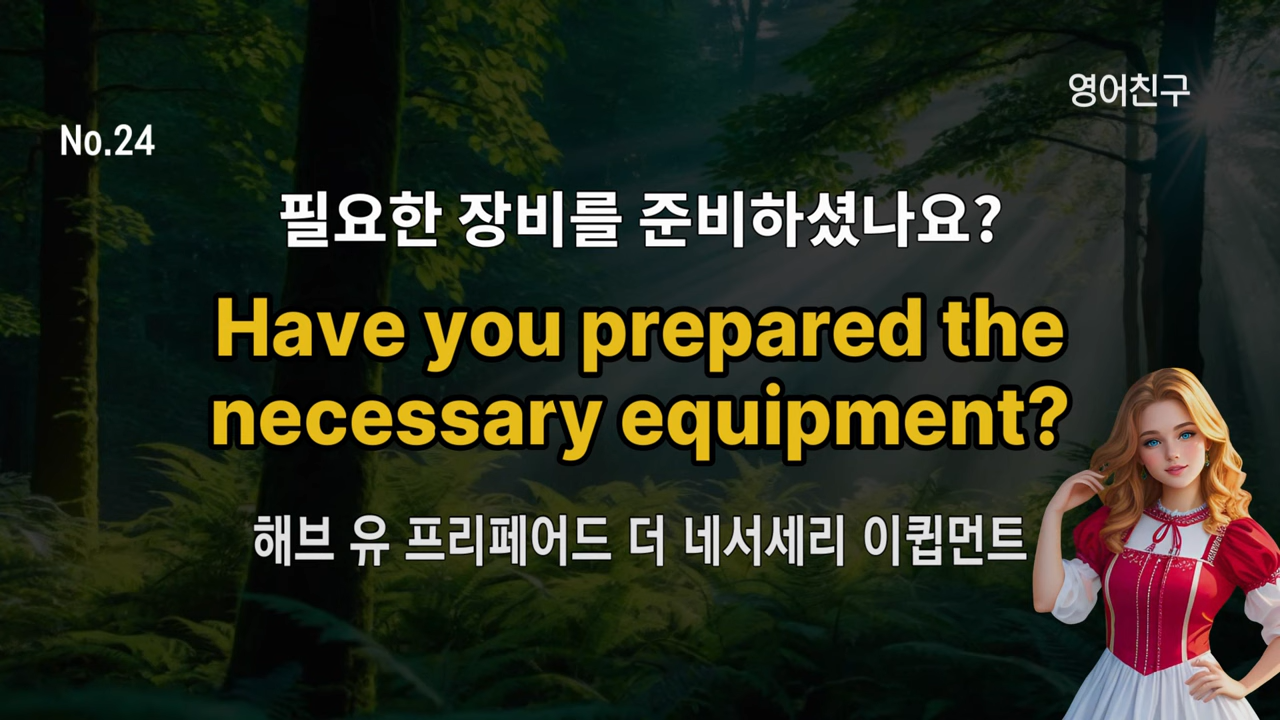 영어친구
No.24
필요한 장비를 준비하셨나요?
Have you prepared the
necessary equipment?
해브 유 프리페어드 더 네서세리 이큅먼트